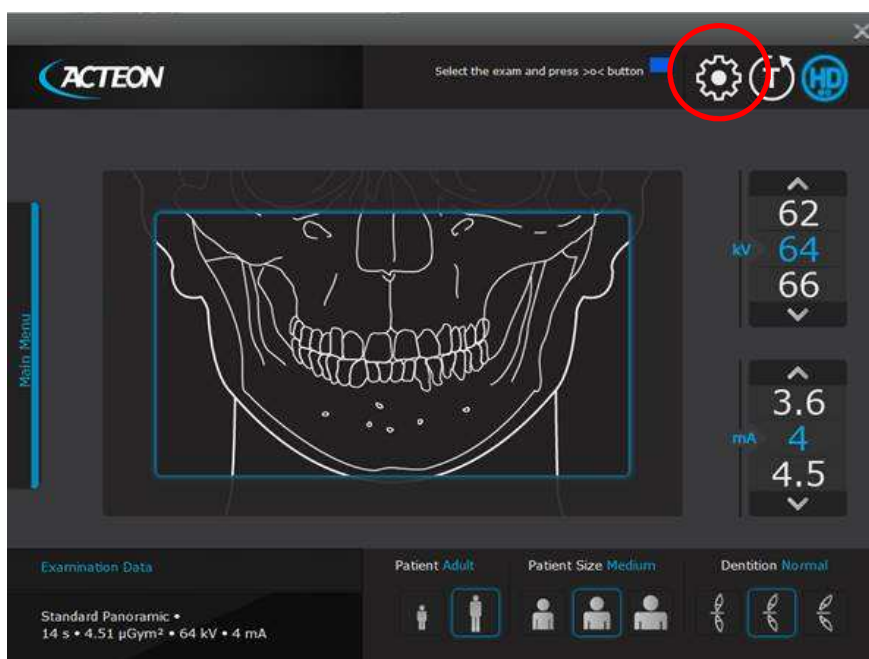 ACTEON
Select the exam and press >o< button
T
HD
Main Menu
62
kV 64
66
3.6
mA 4
4.5
Examination Data
Standard Panoramic •
14 s • 4.51 µGym² • 64 kV • 4 mA
Patient Adult
Patient Size Medium
Dentition Normal